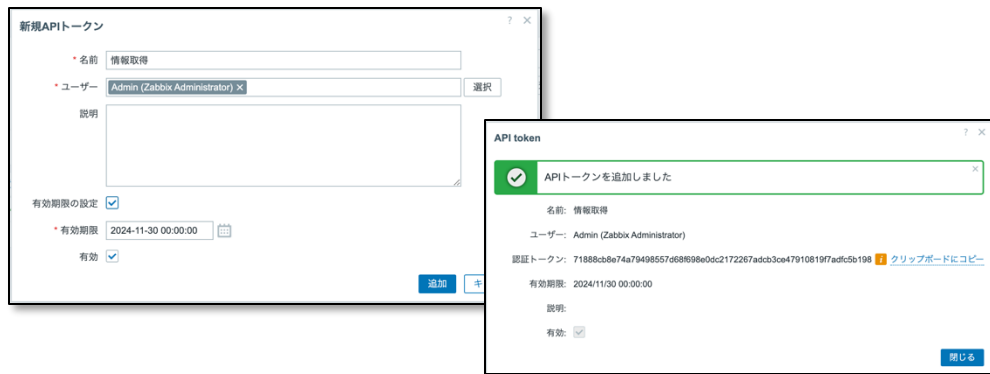 新規APIトークン
? ×
* 名前 情報取得
* ユーザー Admin (Zabbix Administrator) × 選択
説明
有効期限の設定
* 有効期限 2024-11-30 00:00:00
有効
追加 キ
API token
? ×
APIトークンを追加しました ×
名前: 情報取得
ユーザー: Admin (Zabbix Administrator)
認証トークン: 71888cb8e74a79498557d68f698e0dc2172267adcb3ce47910819f7adfc5b198 i クリップボードにコピー
有効期限: 2024/11/30 00:00:00
説明:
有効:
閉じる